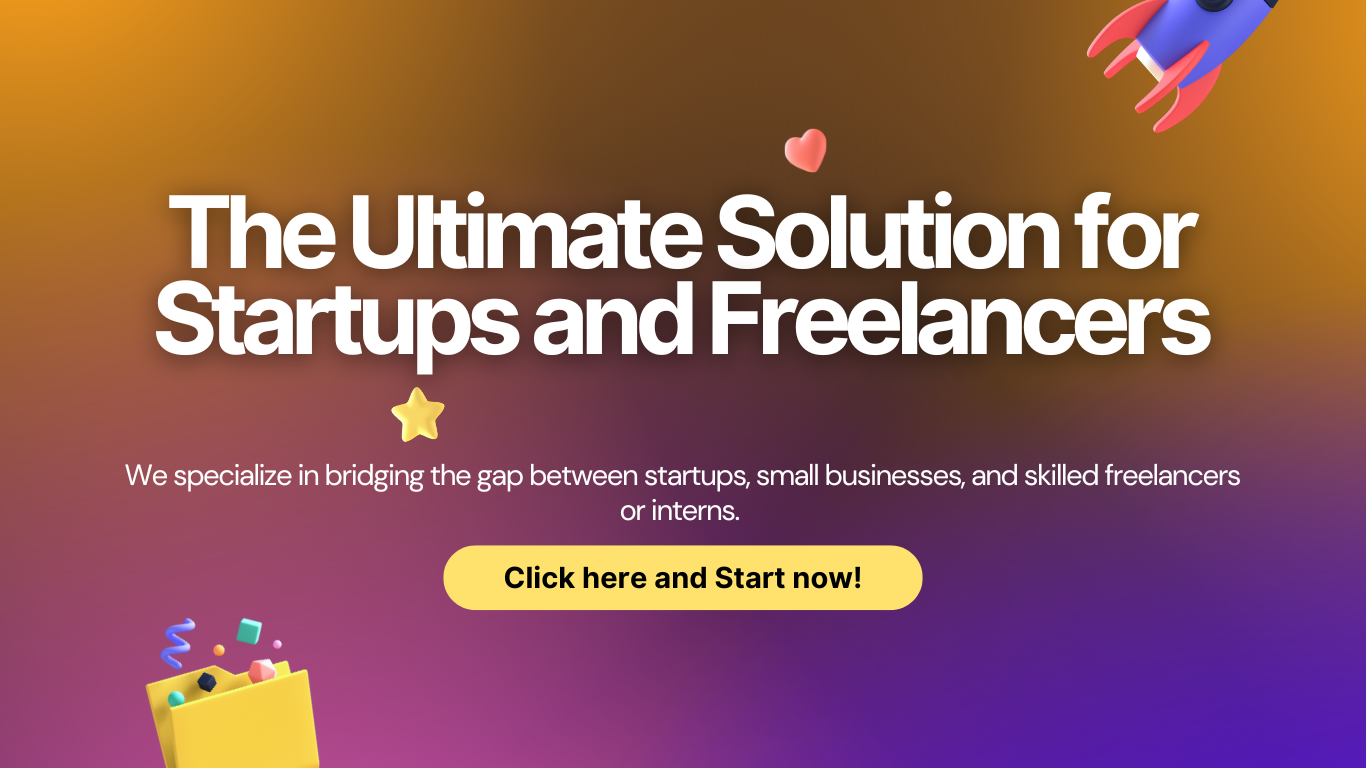 The Ultimate Solution for
Startups and Freelancers
We specialize in bridging the gap between startups, small businesses, and skilled freelancers
or interns.
Click here and Start now!